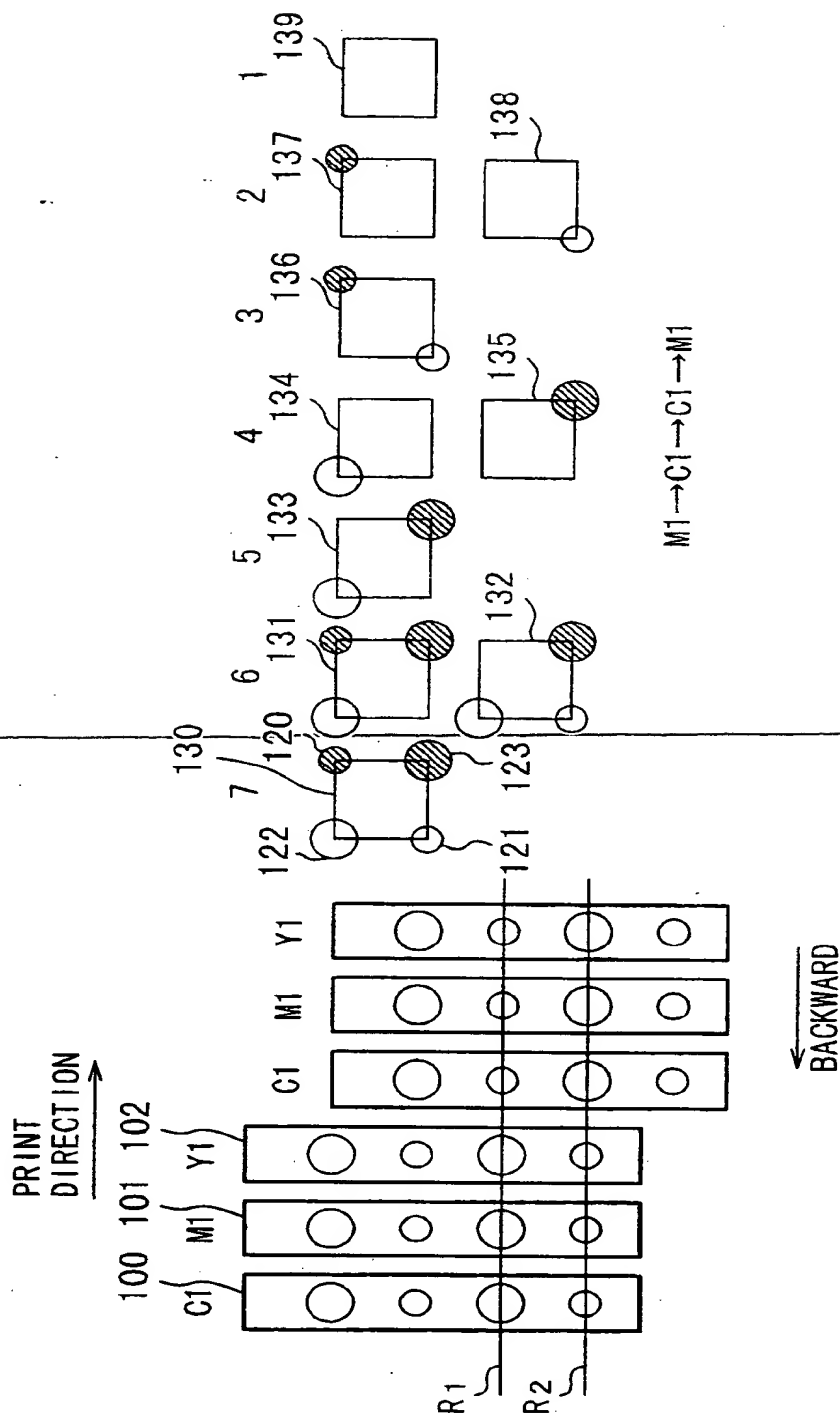 PRINT
DIRECTION
100
101
102
C1
M1
Y1
C1
M1
Y1
R1
R2
BACKWARD
7
6
5
4
3
2
1
130
120
122
121
123
131
132
133
134
135
136
137
138
139
M1→C1→C1→M1